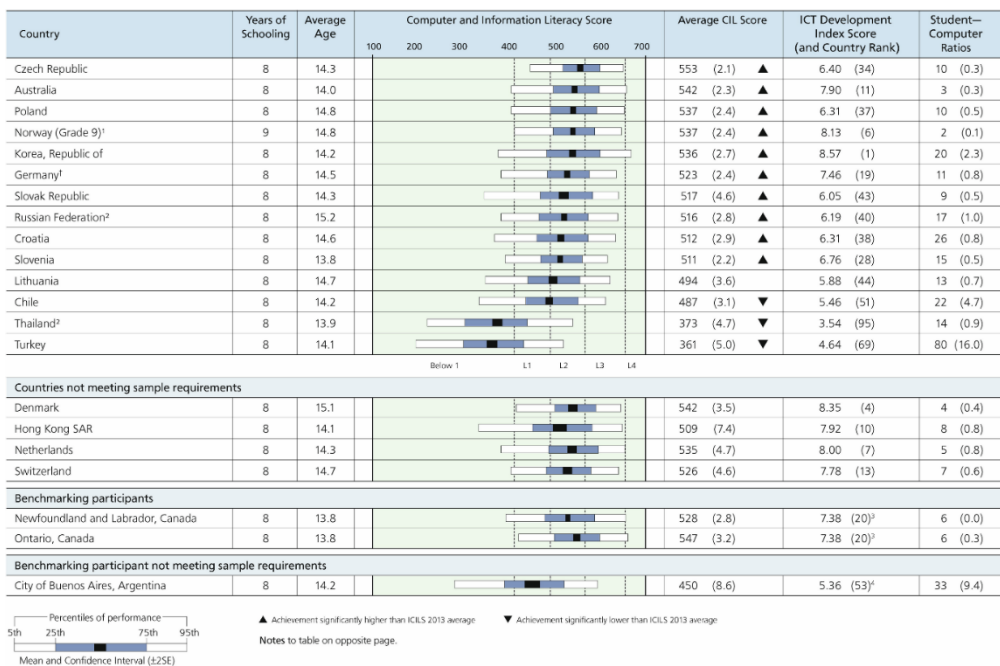 Country Years of Schooling Average Age Computer and Information Literacy Score Average CIL Score ICT Development Index Score (and Country Rank) Student—Computer Ratios
100 200 300 400 500 600 700
Czech Republic 8 14.3 553 (2.1) ▲ 6.40 (34) 10 (0.3)
Australia 8 14.0 542 (2.3) ▲ 7.90 (11) 3 (0.3)
Poland 8 14.8 537 (2.4) ▲ 6.31 (37) 10 (0.5)
Norway (Grade 9)¹ 9 14.8 537 (2.4) ▲ 8.13 (6) 2 (0.1)
Korea, Republic of 8 14.2 536 (2.7) ▲ 8.57 (1) 20 (2.3)
Germany† 8 14.5 523 (2.4) ▲ 7.46 (19) 11 (0.8)
Slovak Republic 8 14.3 517 (4.6) ▲ 6.05 (43) 9 (0.5)
Russian Federation² 8 15.2 516 (2.8) ▲ 6.19 (40) 17 (1.0)
Croatia 8 14.6 512 (2.9) ▲ 6.31 (38) 26 (0.8)
Slovenia 8 13.8 511 (2.2) ▲ 6.76 (28) 15 (0.5)
Lithuania 8 14.7 494 (3.6) 5.88 (44) 13 (0.7)
Chile 8 14.2 487 (3.1) ▼ 5.46 (51) 22 (4.7)
Thailand² 8 13.9 373 (4.7) ▼ 3.54 (95) 14 (0.9)
Turkey 8 14.1 361 (5.0) ▼ 4.64 (69) 80 (16.0)
Below 1 L1 L2 L3 L4
Countries not meeting sample requirements
Denmark 8 15.1 542 (3.5) 8.35 (4) 4 (0.4)
Hong Kong SAR 8 14.1 509 (7.4) 7.92 (10) 8 (0.8)
Netherlands 8 14.3 535 (4.7) 8.00 (7) 5 (0.8)
Switzerland 8 14.7 526 (4.6) 7.78 (13) 7 (0.6)
Benchmarking participants
Newfoundland and Labrador, Canada 8 13.8 528 (2.8) 7.38 (20)³ 6 (0.0)
Ontario, Canada 8 13.8 547 (3.2) 7.38 (20)³ 6 (0.3)
Benchmarking participant not meeting sample requirements
City of Buenos Aires, Argentina 8 14.2 450 (8.6) 5.36 (53)⁴ 33 (9.4)
Percentiles of performance
5th 25th 75th 95th
Mean and Confidence Interval (±2SE)
▲ Achievement significantly higher than ICILS 2013 average ▼ Achievement significantly lower than ICILS 2013 average
Notes to table on opposite page.